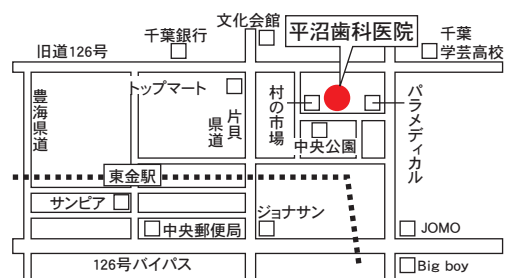 文化会館
平沼歯科医院
千葉
学芸高校
千葉銀行
旧道126号
トップマート
豊海県道
片貝
県道
村の市場
パラメディカル
中央公園
東金駅
サンピア
ジョナサン
中央郵便局
JOMO
126号バイパス
Big boy